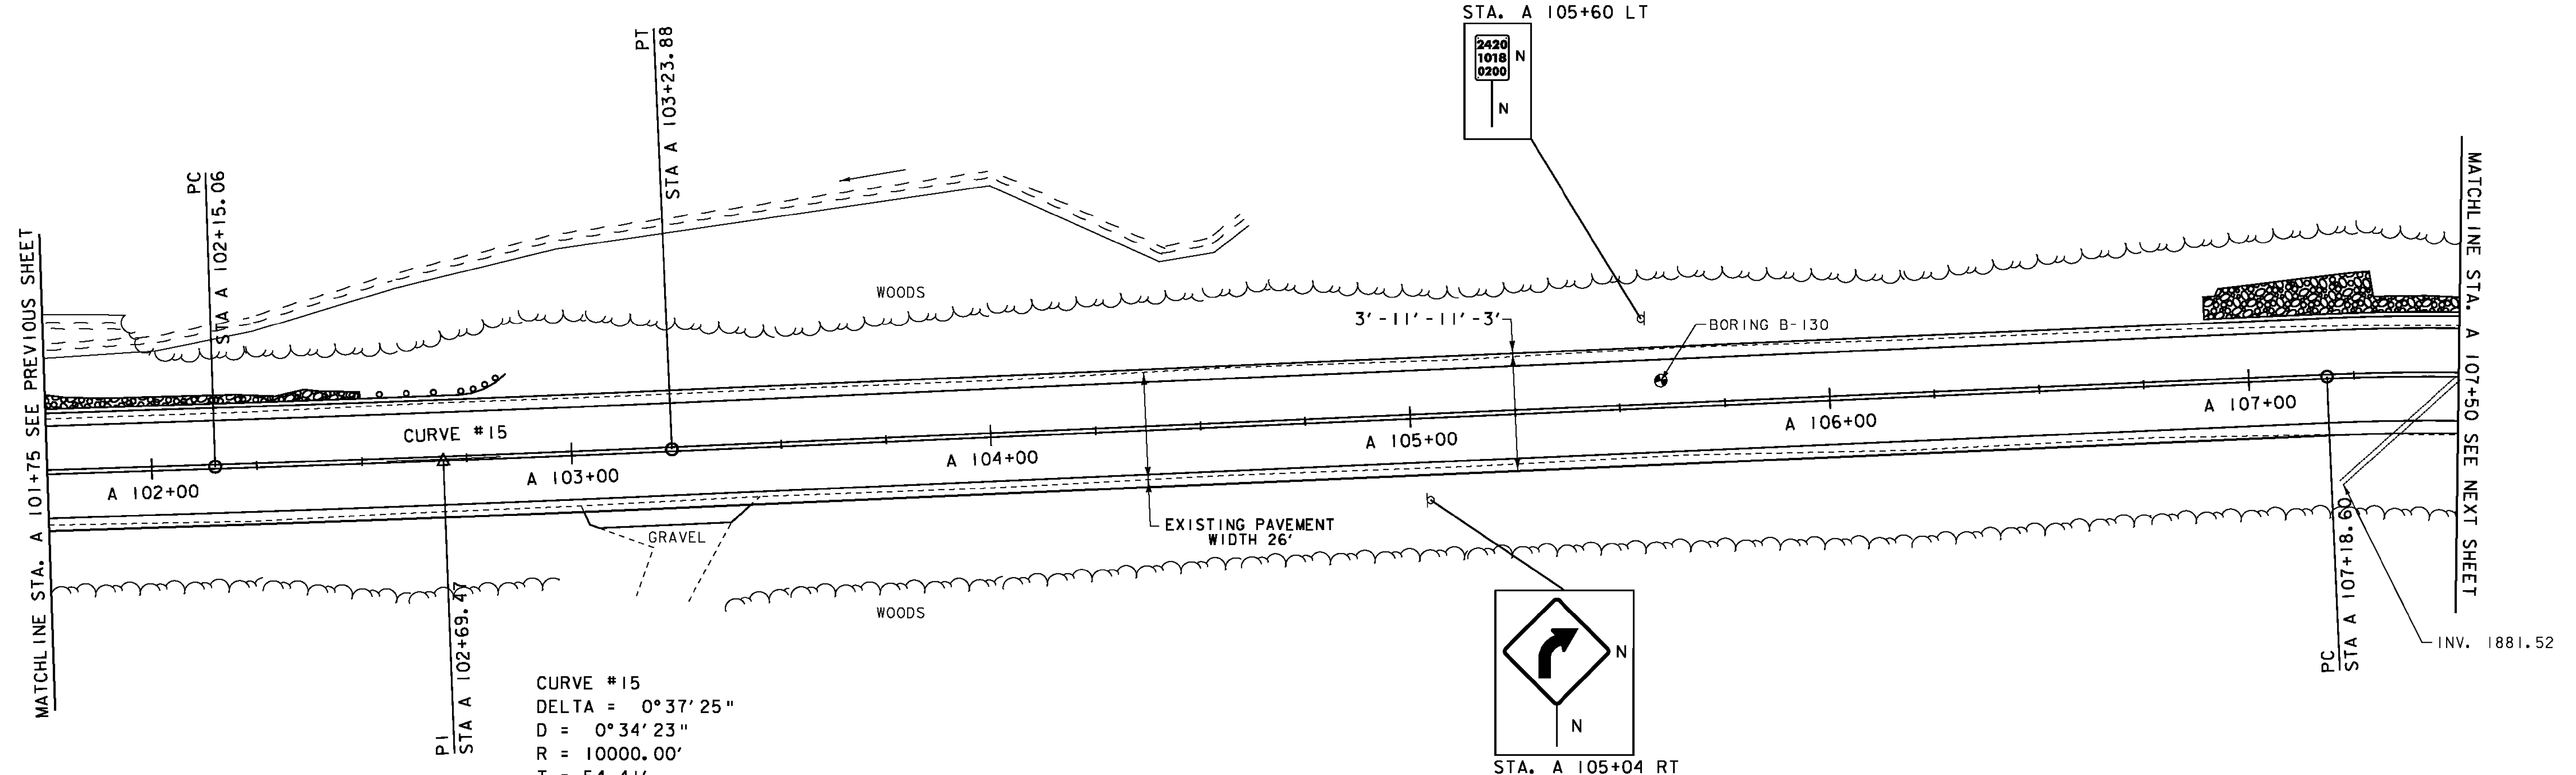 STA. A 105+60 LT
2420
1018
0200
N
N
PT
STA A 103+23.88
PC
STA A 102+15.06
MATCHLINE STA. A 101+75 SEE PREVIOUS SHEET
MATCHLINE STA. A 107+50 SEE NEXT SHEET
WOODS
3'-11'-11'-3'
BORING B-130
CURVE #15
A 102+00
A 103+00
A 104+00
A 105+00
A 106+00
A 107+00
GRAVEL
EXISTING PAVEMENT
WIDTH 26'
WOODS
PI
STA A 102+69.47
PC
STA A 107+18.60
INV. 1881.52
N
N
STA. A 105+04 RT
CURVE #15
DELTA = 0°37'25"
D = 0°34'23"
R = 10000.00'
T = 54.41'